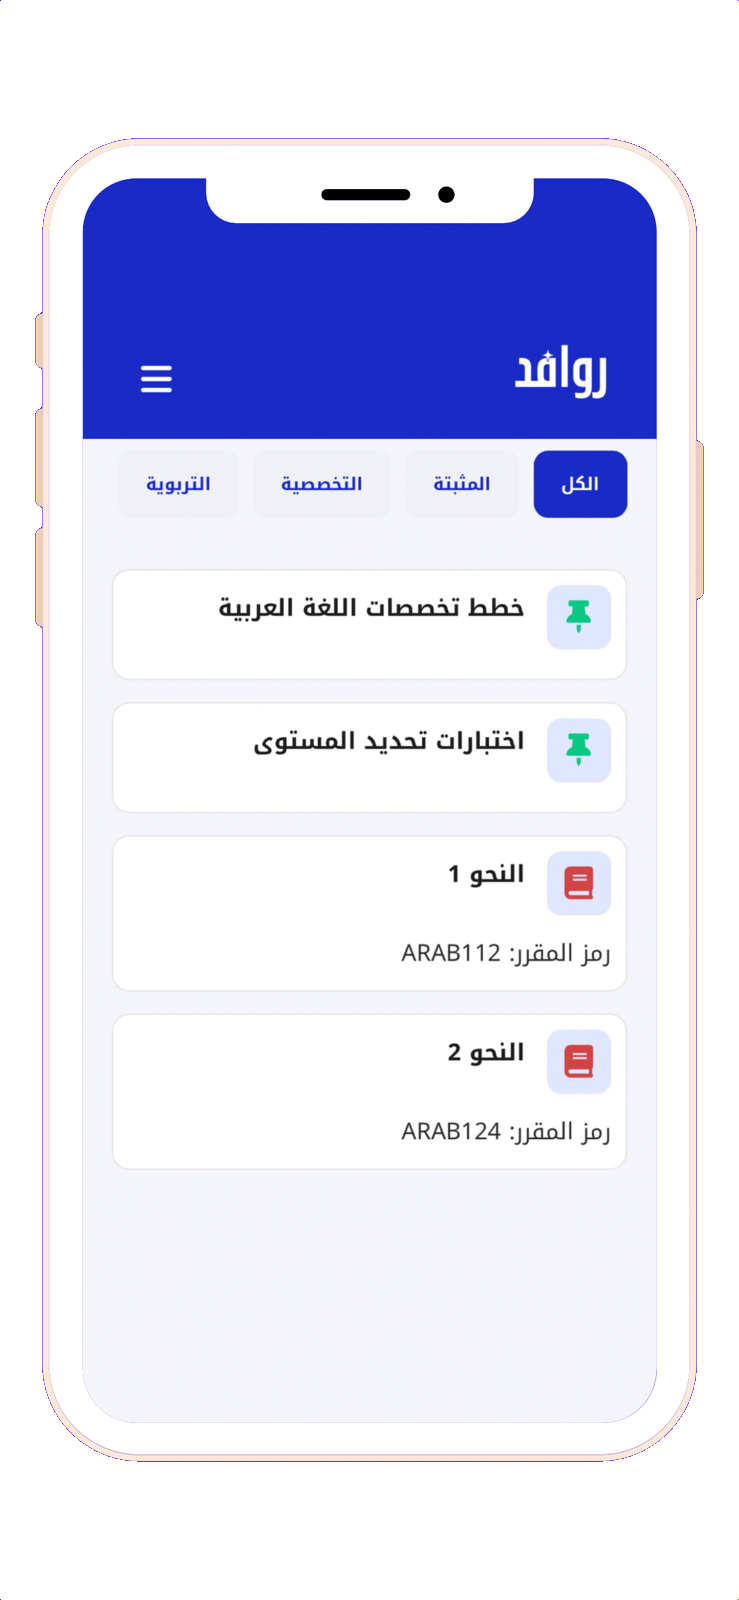 روافد
الكل المثبتة التخصصية التربوية
خطط تخصصات اللغة العربية
اختبارات تحديد المستوى
النحو 1
رمز المقرر: ARAB112
النحو 2
رمز المقرر: ARAB124